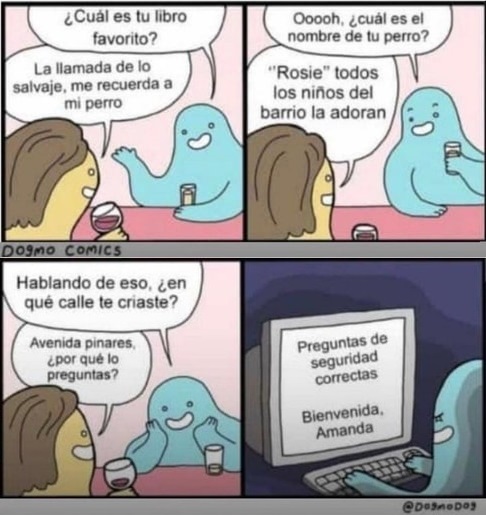 ¿Cuál es tu libro
favorito?
La llamada de lo
salvaje, me recuerda a
mi perro
Ooooh, ¿cuál es el
nombre de tu perro?
"Rosie" todos
los niños del
barrio la adoran
DOGMO COMICS
Hablando de eso, ¿en
qué calle te criaste?
Avenida pinares,
¿por qué lo
preguntas?
Preguntas de
seguridad
correctas
Bienvenida,
Amanda
@DOGMODOG